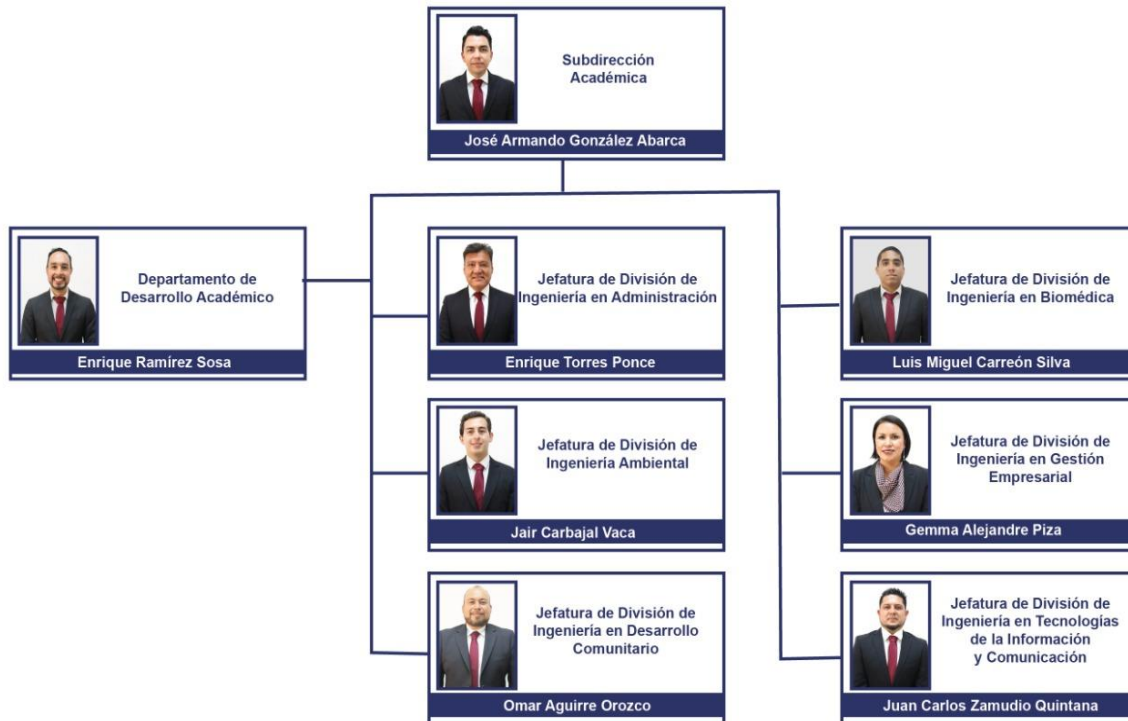 Subdirección
Académica
José Armando González Abarca
Departamento de
Desarrollo Académico
Enrique Ramírez Sosa
Jefatura de División de
Ingeniería en Administración
Enrique Torres Ponce
Jefatura de División de
Ingeniería en Biomédica
Luis Miguel Carreón Silva
Jefatura de División de
Ingeniería Ambiental
Jair Carbajal Vaca
Jefatura de División de
Ingeniería en Gestión
Empresarial
Gemma Alejandre Piza
Jefatura de División de
Ingeniería en Desarrollo
Comunitario
Omar Aguirre Orozco
Jefatura de División de
Ingeniería en Tecnologías
de la Información
y Comunicación
Juan Carlos Zamudio Quintana